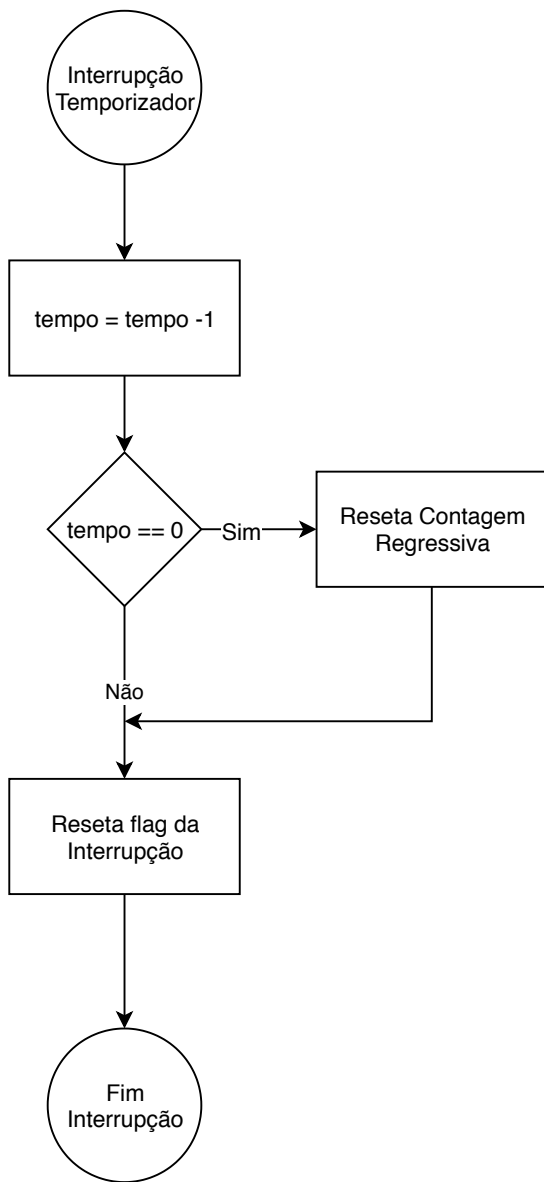 Interrupção
Temporizador
tempo = tempo -1
tempo == 0
Sim
Reseta Contagem
Regressiva
Não
Reseta flag da
Interrupção
Fim
Interrupção